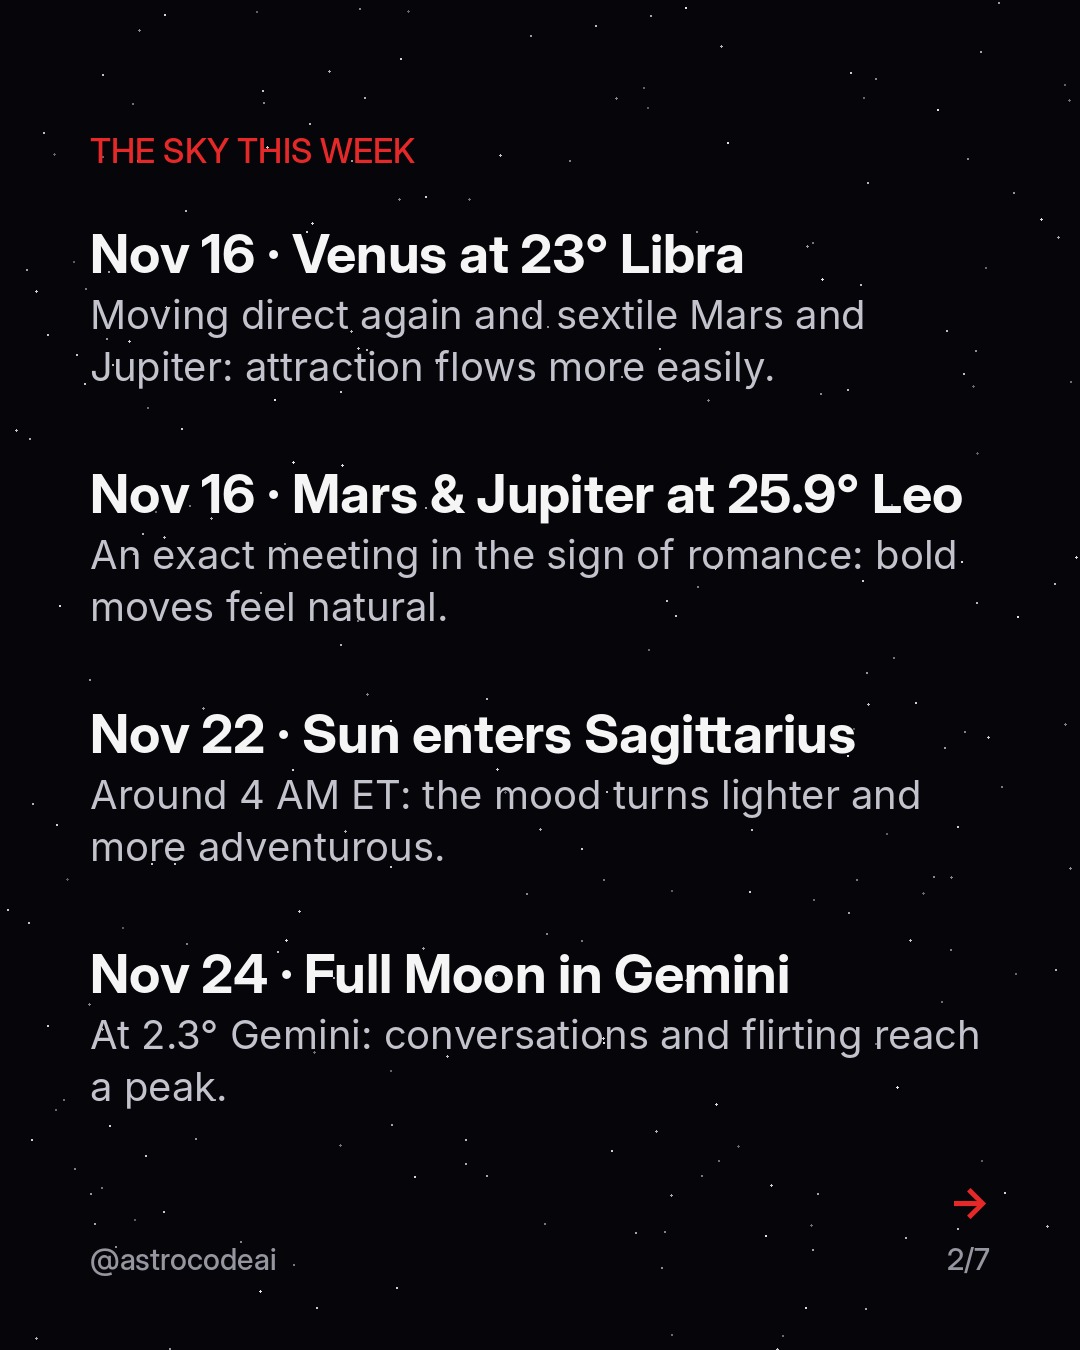 THE SKY THIS WEEK
Nov 16 · Venus at 23° Libra
Moving direct again and sextile Mars and
Jupiter: attraction flows more easily.
Nov 16 · Mars & Jupiter at 25.9° Leo
An exact meeting in the sign of romance: bold
moves feel natural.
Nov 22 · Sun enters Sagittarius
Around 4 AM ET: the mood turns lighter and
more adventurous.
Nov 24 · Full Moon in Gemini
At 2.3° Gemini: conversations and flirting reach
a peak.
→
@astrocodeai
2/7